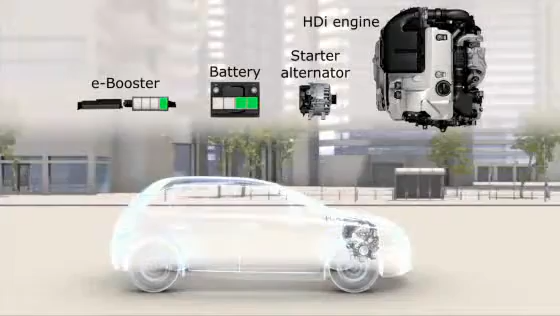 HDi engine
Starter
alternator
Battery
e-Booster